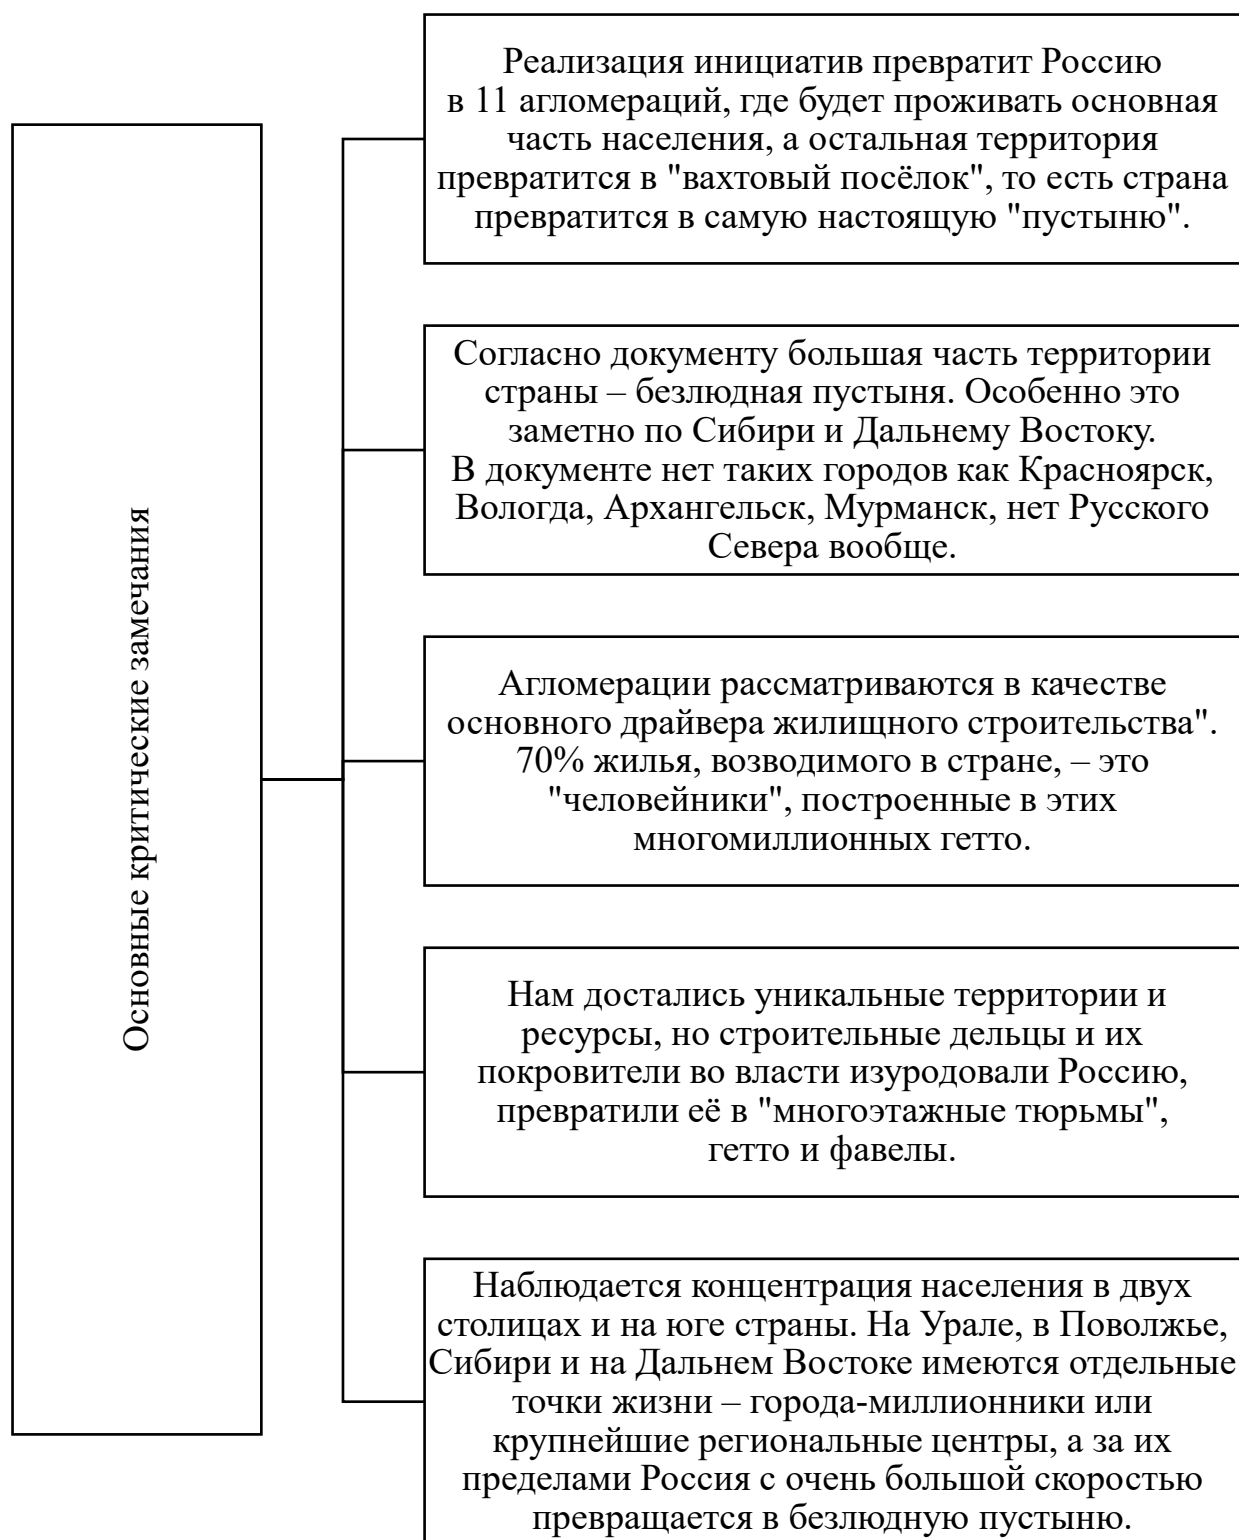 Основные критические замечания
Реализация инициатив превратит Россию
в 11 агломераций, где будет проживать основная
часть населения, а остальная территория
превратится в "вахтовый посёлок", то есть страна
превратится в самую настоящую "пустыню".
Согласно документу большая часть территории
страны – безлюдная пустыня. Особенно это
заметно по Сибири и Дальнему Востоку.
В документе нет таких городов как Красноярск,
Вологда, Архангельск, Мурманск, нет Русского
Севера вообще.
Агломерации рассматриваются в качестве
основного драйвера жилищного строительства".
70% жилья, возводимого в стране, – это
"человейники", построенные в этих
многомиллионных гетто.
Нам достались уникальные территории и
ресурсы, но строительные дельцы и их
покровители во власти изуродовали Россию,
превратили её в "многоэтажные тюрьмы",
гетто и фавелы.
Наблюдается концентрация населения в двух
столицах и на юге страны. На Урале, в Поволжье,
Сибири и на Дальнем Востоке имеются отдельные
точки жизни – города-миллионники или
крупнейшие региональные центры, а за их
пределами Россия с очень большой скоростью
превращается в безлюдную пустыню.